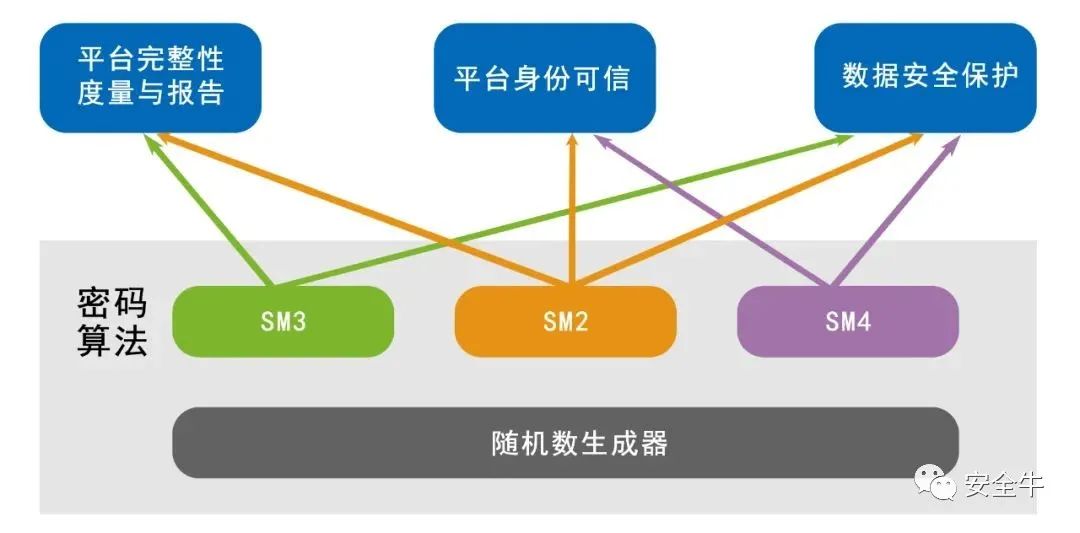 平台完整性
度量与报告
平台身份可信
数据安全保护
密码
算法
SM3
SM2
SM4
随机数生成器
安全牛